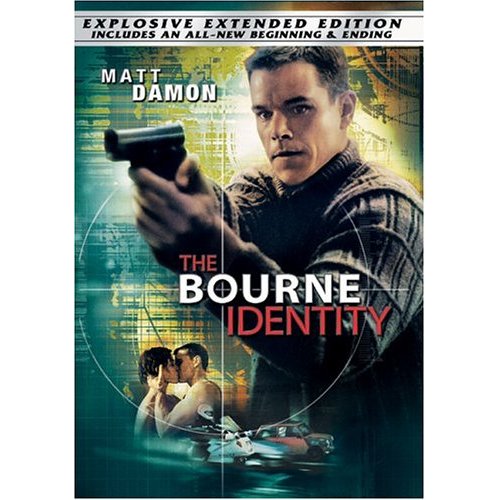 EXPLOSIVE EXTENDED EDITION
INCLUDES AN ALL-NEW BEGINNING & ENDING
MATT
DAMON
THE
BOURNE
IDENTITY